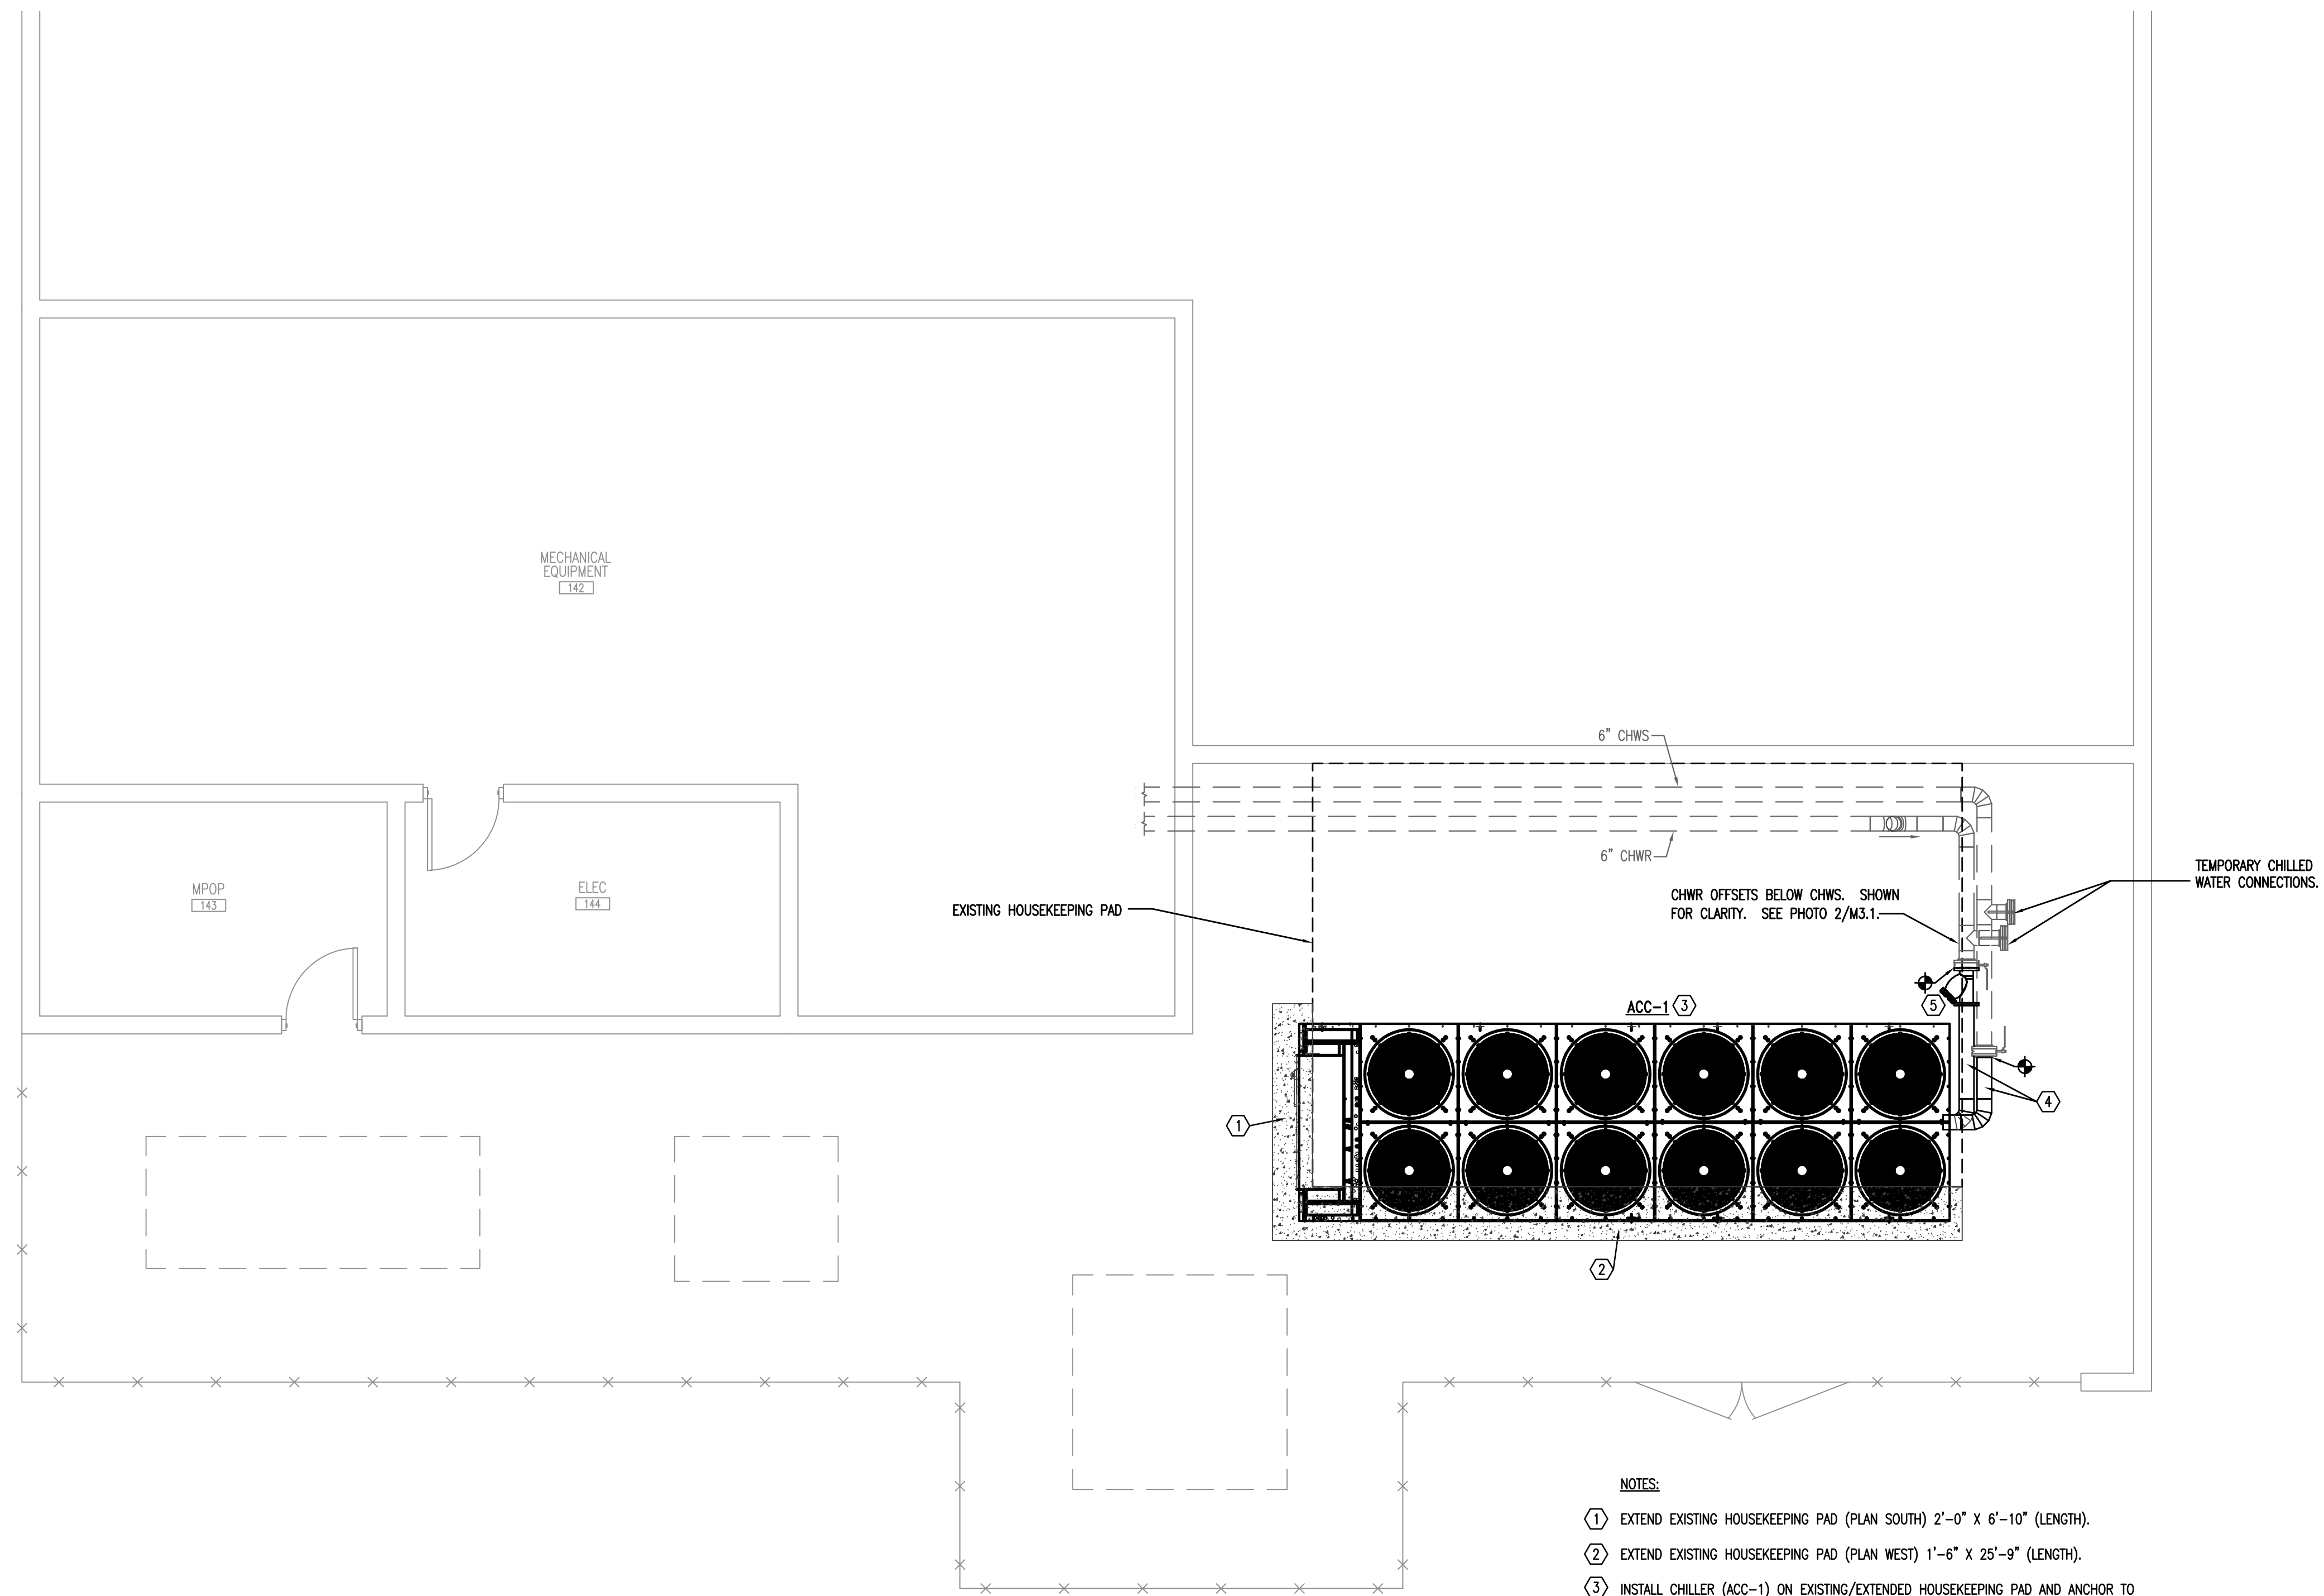 MECHANICAL
EQUIPMENT
142
6" CHWS
6" CHWR
TEMPORARY CHILLED
WATER CONNECTIONS.
CHWR OFFSETS BELOW CHWS. SHOWN
FOR CLARITY. SEE PHOTO 2/M3.1.
MPOP
143
ELEC
144
EXISTING HOUSEKEEPING PAD
ACC-1 3
5
4
1
2
NOTES:
1 EXTEND EXISTING HOUSEKEEPING PAD (PLAN SOUTH) 2'-0" X 6'-10" (LENGTH).
2 EXTEND EXISTING HOUSEKEEPING PAD (PLAN WEST) 1'-6" X 25'-9" (LENGTH).
3 INSTALL CHILLER (ACC-1) ON EXISTING/EXTENDED HOUSEKEEPING PAD AND ANCHOR TO